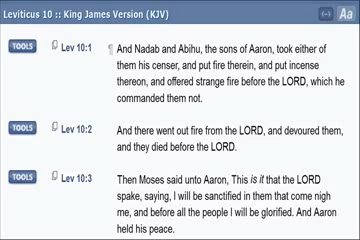 Leviticus 10 :: King James Version (KJV)
Aa
TOOLS Lev 10:1 ¶ And Nadab and Abihu, the sons of Aaron, took either of
them his censer, and put fire therein, and put incense
thereon, and offered strange fire before the LORD, which he
commanded them not.
TOOLS Lev 10:2 And there went out fire from the LORD, and devoured them,
and they died before the LORD.
TOOLS Lev 10:3 Then Moses said unto Aaron, This is it that the LORD
spake, saying, I will be sanctified in them that come nigh
me, and before all the people I will be glorified. And Aaron
held his peace.